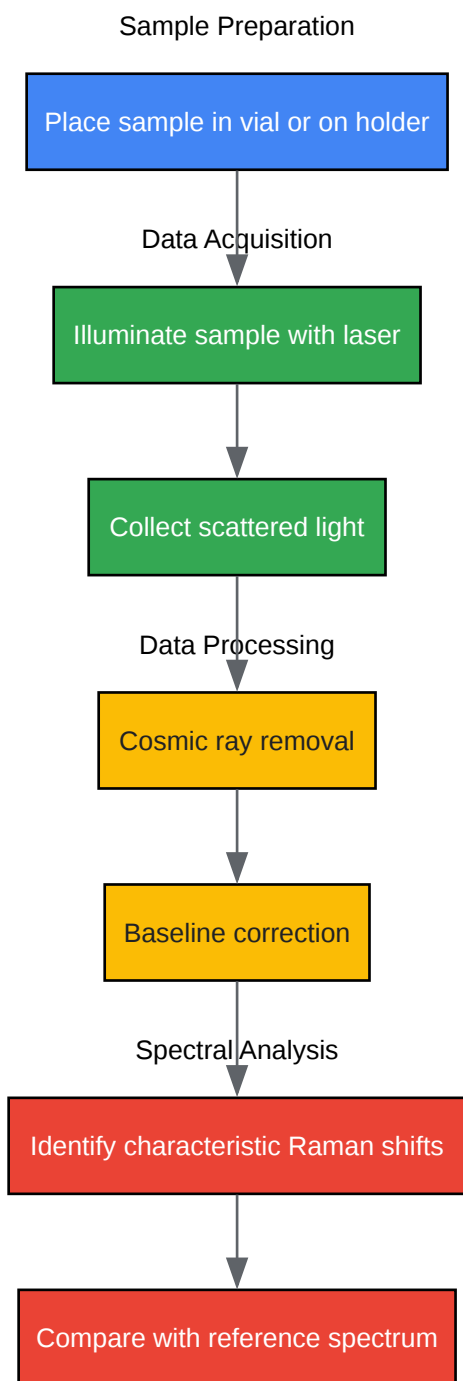 Sample Preparation
Place sample in vial or on holder
Data Acquisition
Illuminate sample with laser
Collect scattered light
Data Processing
Cosmic ray removal
Baseline correction
Spectral Analysis
Identify characteristic Raman shifts
Compare with reference spectrum